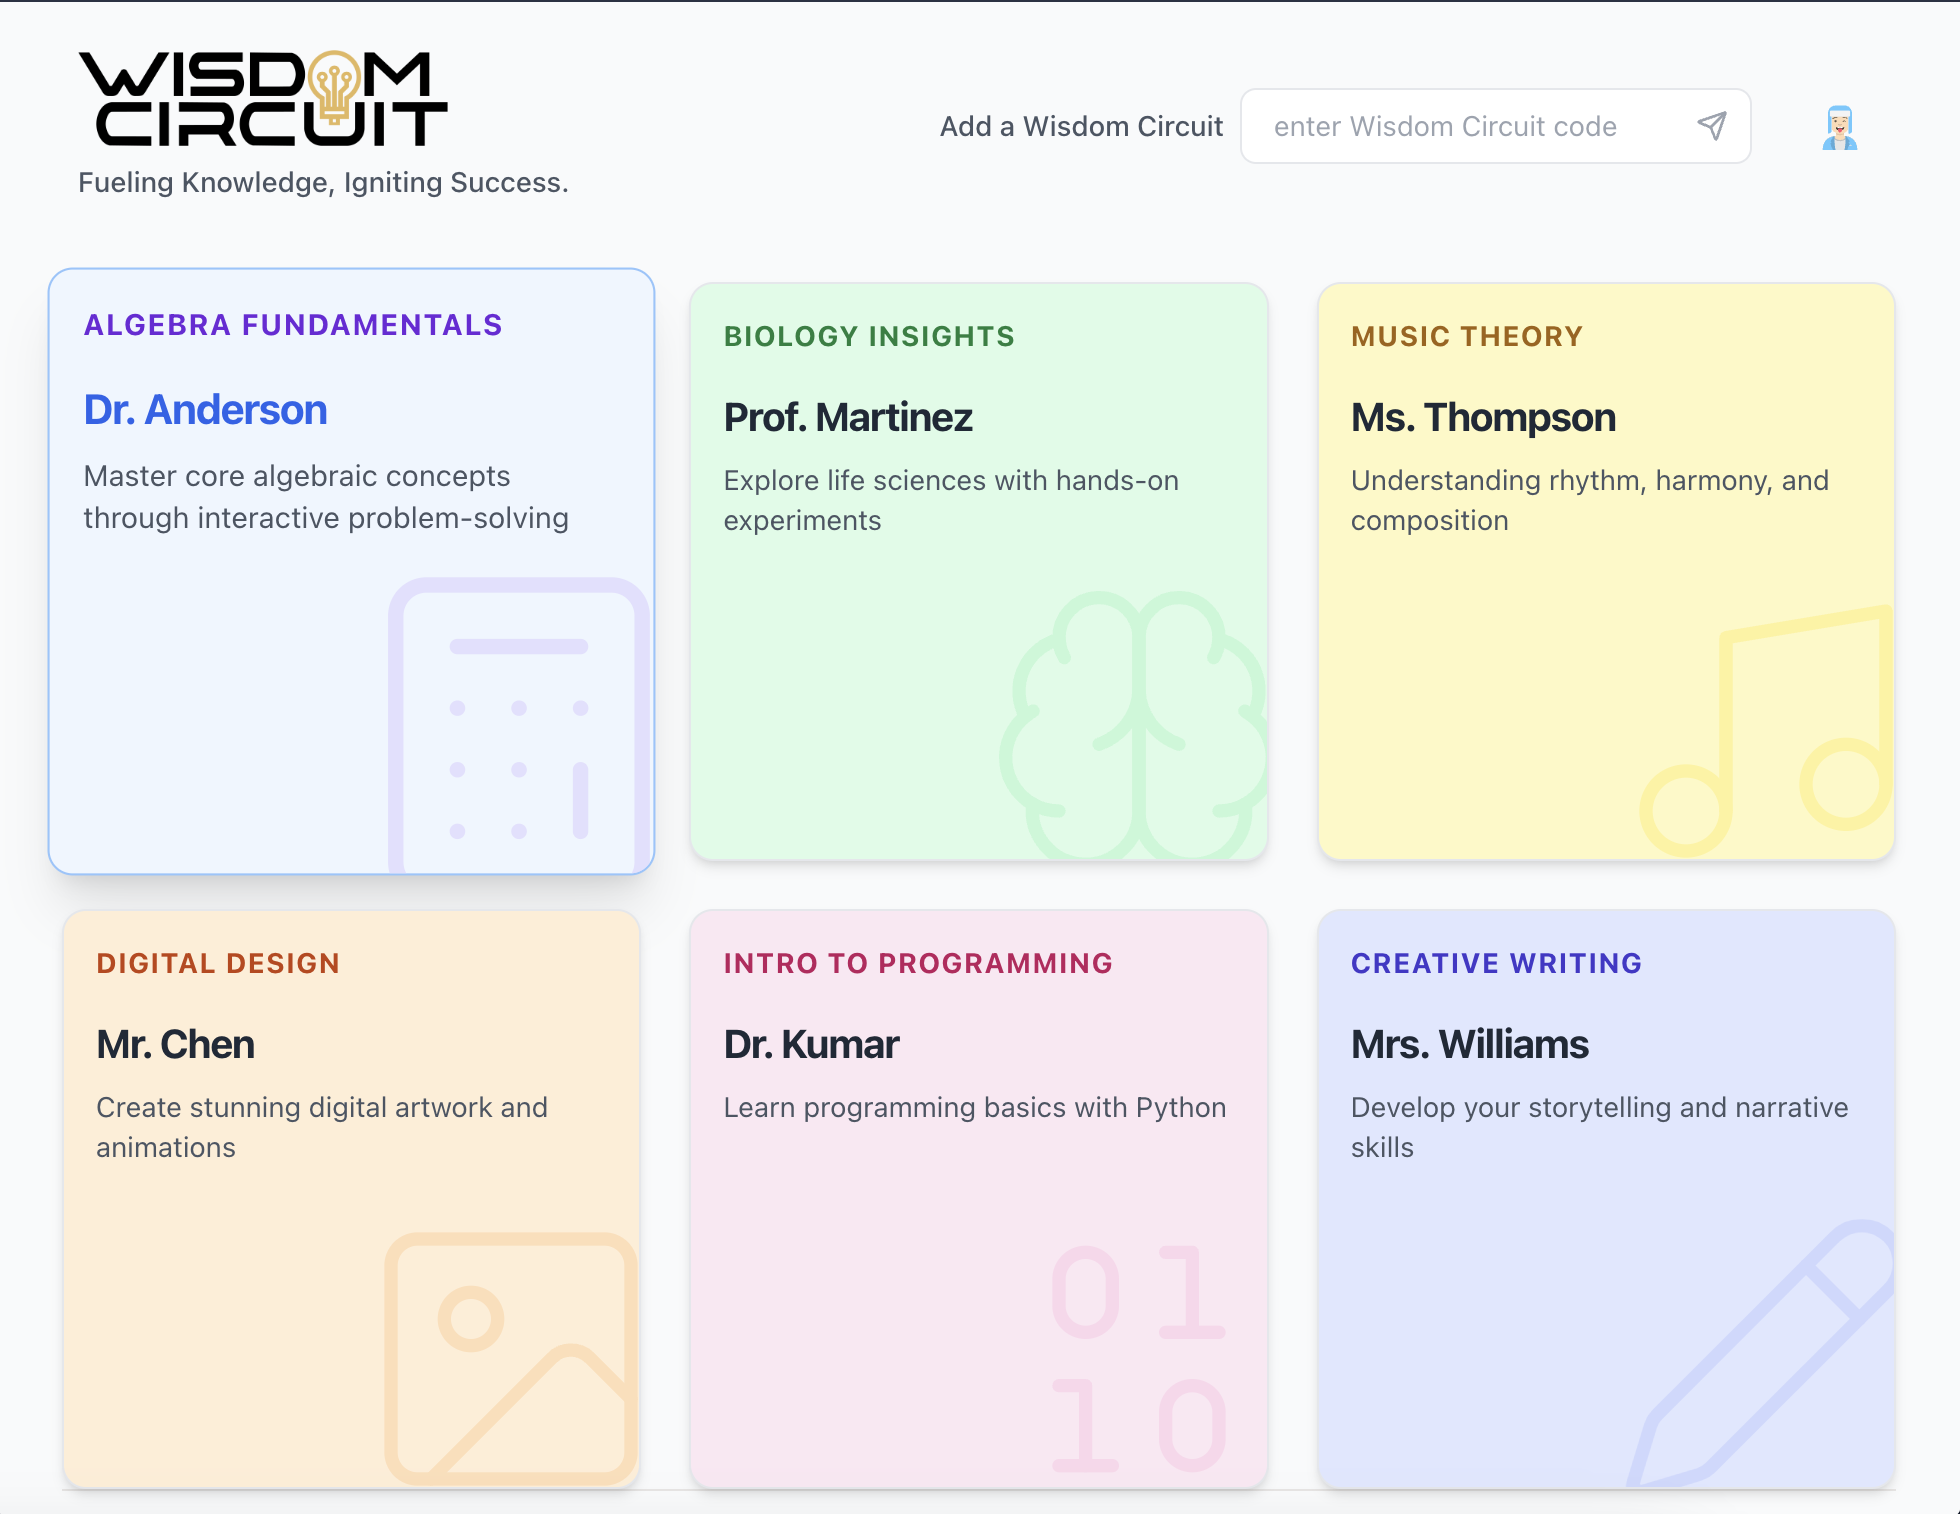 WISDOM
CIRCUIT
Fueling Knowledge, Igniting Success.
Add a Wisdom Circuit
enter Wisdom Circuit code
ALGEBRA FUNDAMENTALS
Dr. Anderson
Master core algebraic concepts
through interactive problem-solving
BIOLOGY INSIGHTS
Prof. Martinez
Explore life sciences with hands-on
experiments
MUSIC THEORY
Ms. Thompson
Understanding rhythm, harmony, and
composition
DIGITAL DESIGN
Mr. Chen
Create stunning digital artwork and
animations
INTRO TO PROGRAMMING
Dr. Kumar
Learn programming basics with Python
01
10
CREATIVE WRITING
Mrs. Williams
Develop your storytelling and narrative
skills